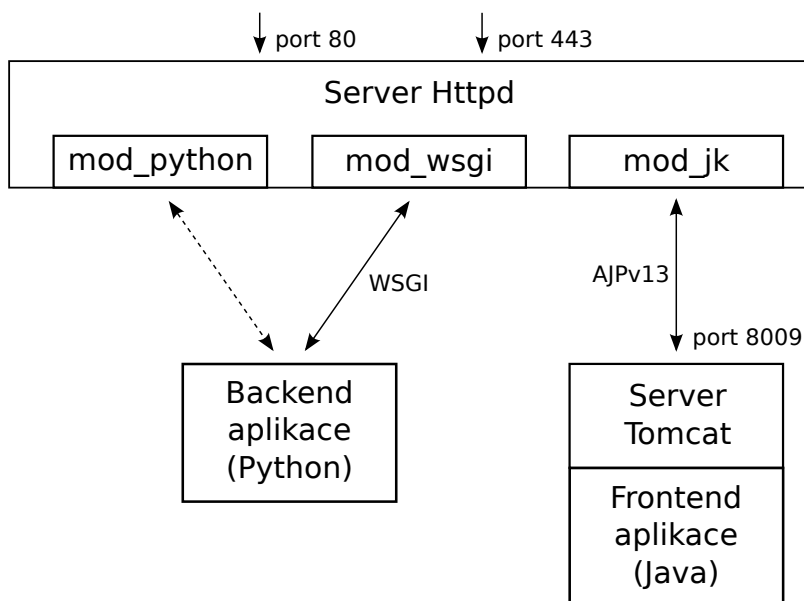 port 80
port 443
Server Httpd
mod_python
mod_wsgi
mod_jk
WSGI
AJPv13
port 8009
Backend
aplikace
(Python)
Server
Tomcat
Frontend
aplikace
(Java)